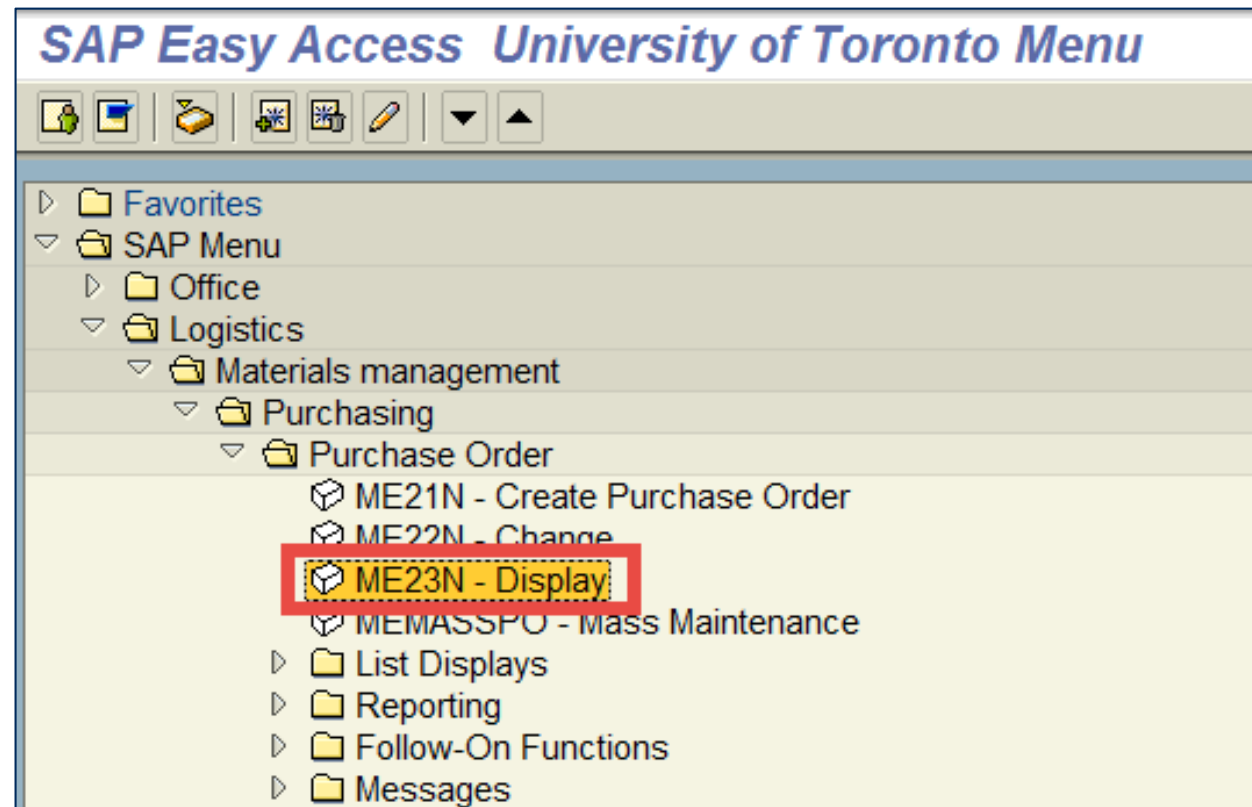 SAP Easy Access University of Toronto Menu
Favorites
SAP Menu
Office
Logistics
Materials management
Purchasing
Purchase Order
ME21N - Create Purchase Order
ME22N - Change
ME23N - Display
MEMASSPO - Mass Maintenance
List Displays
Reporting
Follow-On Functions
Messages